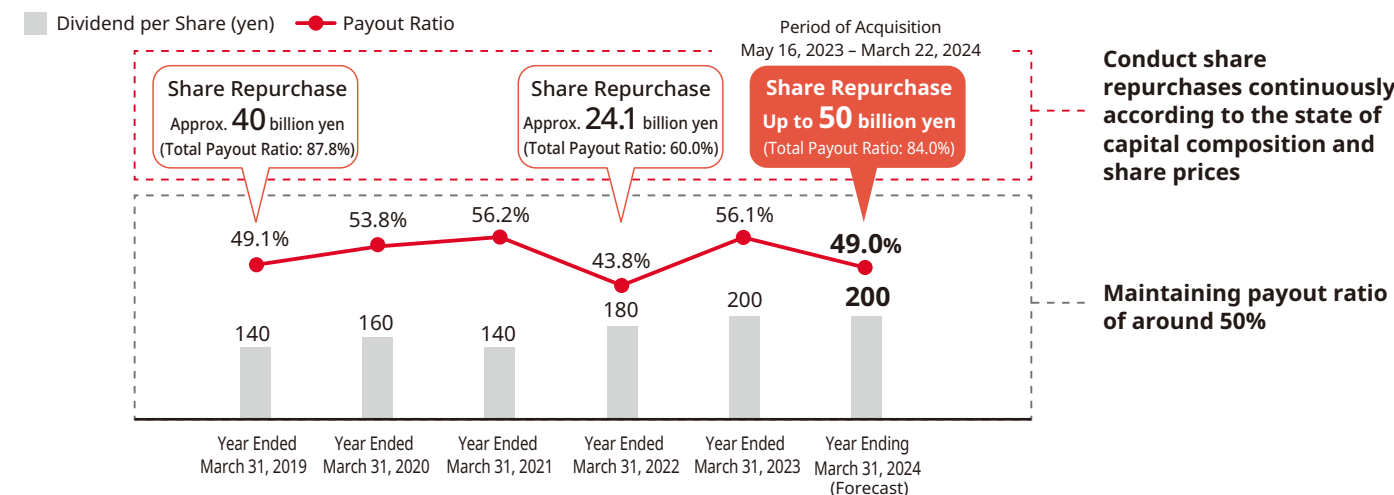 Dividend per Share (yen)
Payout Ratio
Period of Acquisition
May 16, 2023 – March 22, 2024
Share Repurchase
Approx. 40 billion yen
(Total Payout Ratio: 87.8%)
Share Repurchase
Approx. 24.1 billion yen
(Total Payout Ratio: 60.0%)
Share Repurchase
Up to 50 billion yen
(Total Payout Ratio: 84.0%)
Conduct share
repurchases continuously
according to the state of
capital composition and
share prices
49.1%
53.8%
56.2%
43.8%
56.1%
49.0%
140
160
140
180
200
200
Maintaining payout ratio
of around 50%
Year Ended
March 31, 2019
Year Ended
March 31, 2020
Year Ended
March 31, 2021
Year Ended
March 31, 2022
Year Ended
March 31, 2023
Year Ending
March 31, 2024
(Forecast)